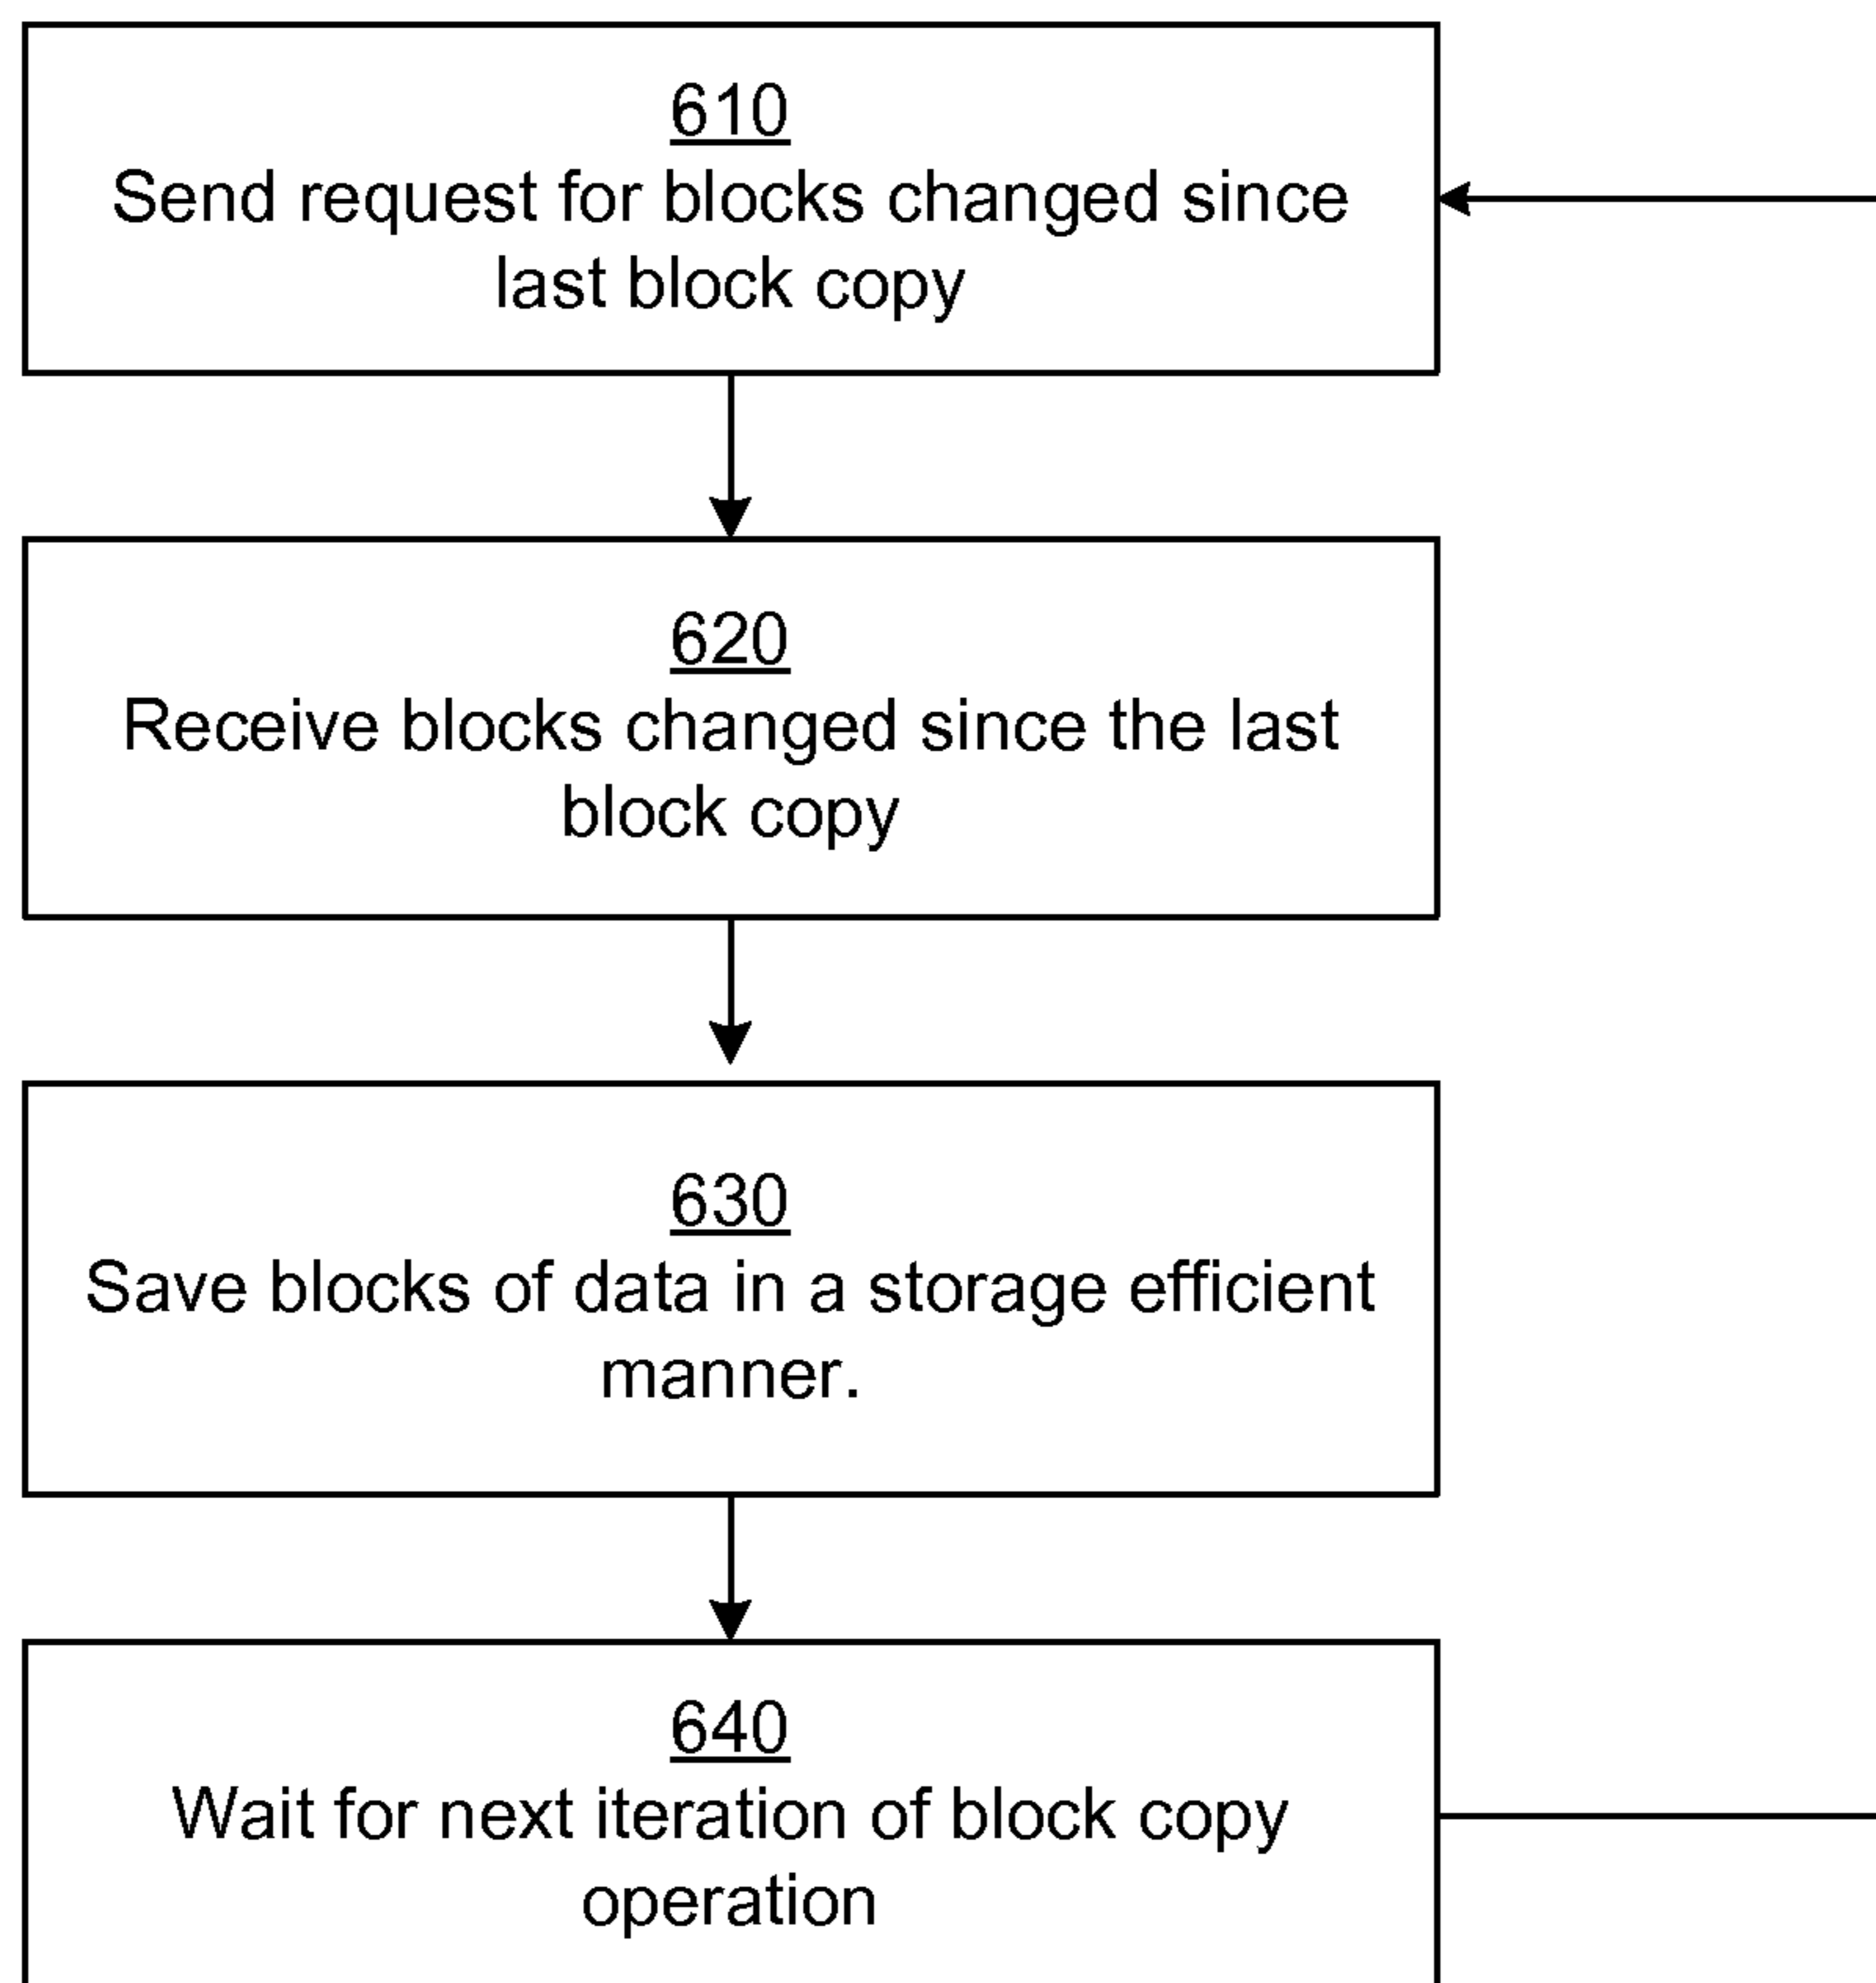 610
Send request for blocks changed since
last block copy
620
Receive blocks changed since the last
block copy
630
Save blocks of data in a storage efficient
manner.
640
Wait for next iteration of block copy
operation